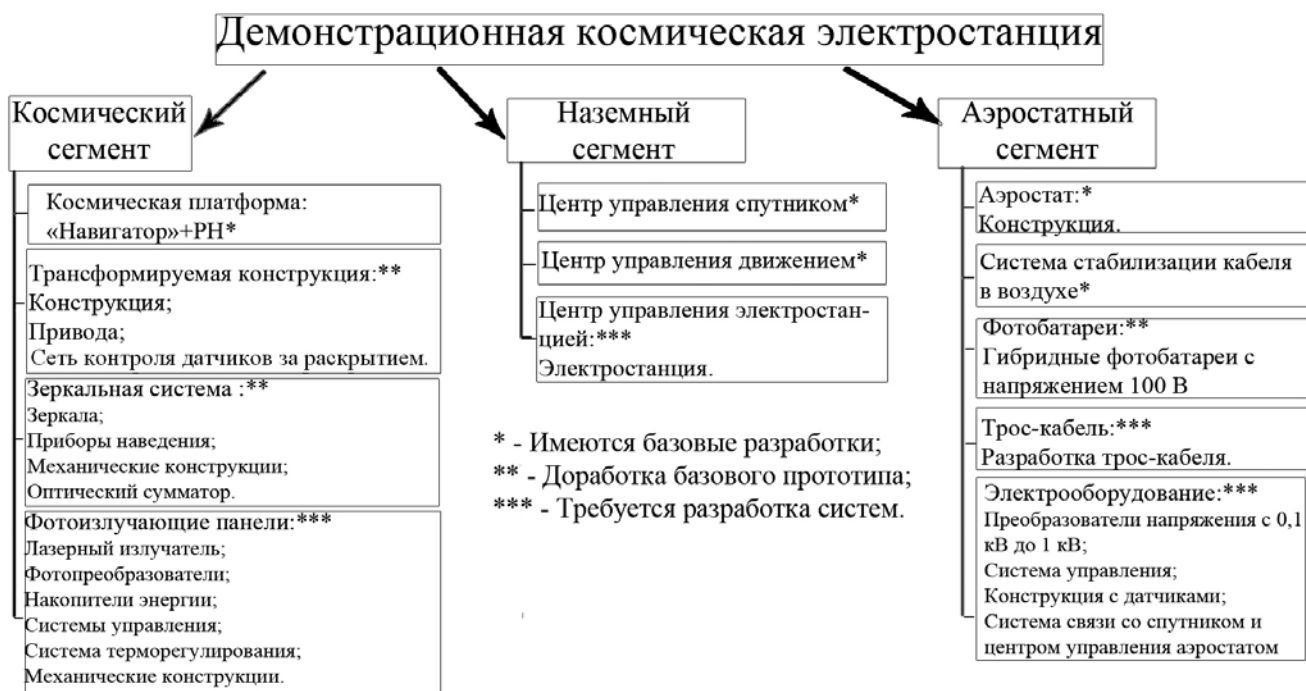 Демонстрационная космическая электростанция
Космический
сегмент
Космическая платформа:
«Навигатор»+РН*
Трансформируемая конструкция:**
Конструкция;
Привода;
Сеть контроля датчиков за раскрытием.
Зеркальная система :**
Зеркала;
Приборы наведения;
Механические конструкции;
Оптический сумматор.
Фотоизлучающие панели:***
Лазерный излучатель;
Фотопреобразователи;
Накопители энергии;
Системы управления;
Система терморегулирования;
Механические конструкции.
Наземный
сегмент
Центр управления спутником*
Центр управления движением*
Центр управления электростан-
цией:***
Электростанция.
* - Имеются базовые разработки;
** - Доработка базового прототипа;
*** - Требуется разработка систем.
Аэростатный
сегмент
Аэростат:*
Конструкция.
Система стабилизации кабеля
в воздухе*
Фотобатареи:**
Гибридные фотобатареи с
напряжением 100 В
Трос-кабель:***
Разработка трос-кабеля.
Электрооборудование:***
Преобразователи напряжения с 0,1
кВ до 1 кВ;
Система управления;
Конструкция с датчиками;
Система связи со спутником и
центром управления аэростатом